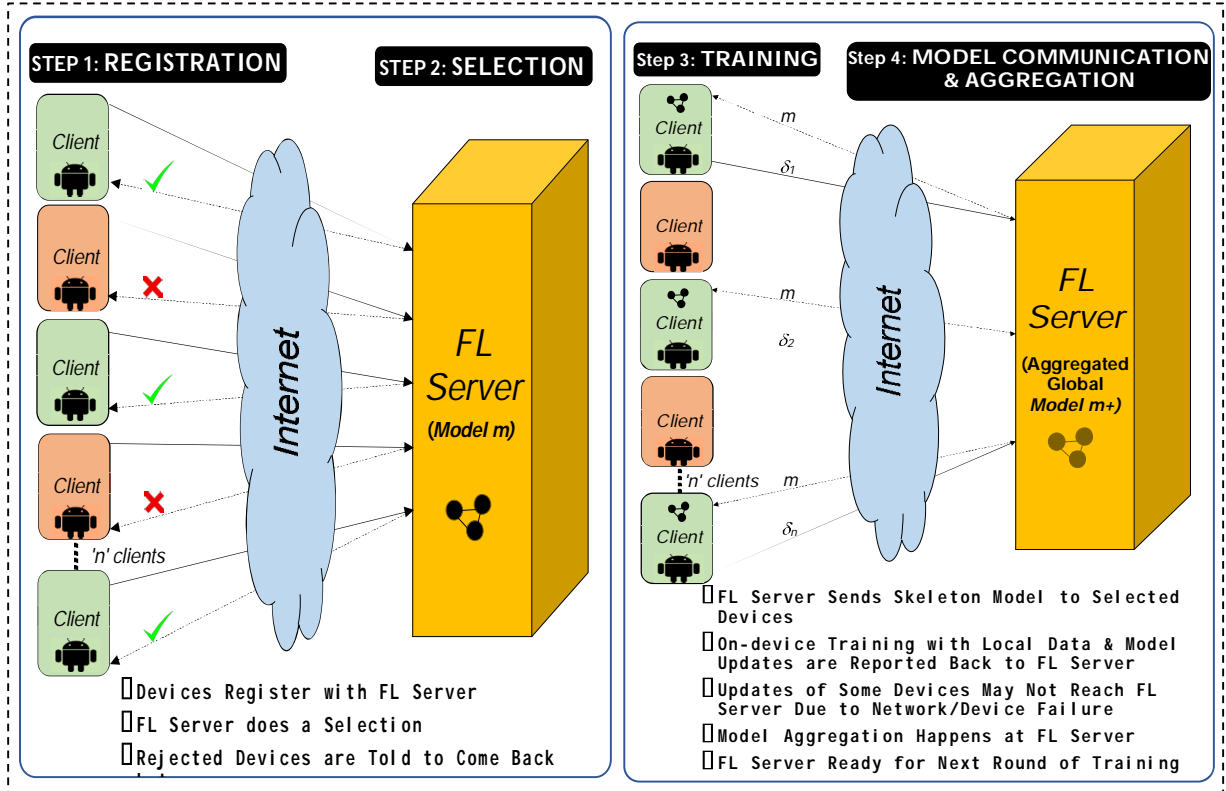 STEP 1: REGISTRATION
STEP 2: SELECTION
Client
Client
Client
Client
'n' clients
Client
Internet
FL
Server
(Model m)
Devices Register with FL Server
FL Server does a Selection
Rejected Devices are Told to Come Back
Step 3: TRAINING
Step 4: MODEL COMMUNICATION
& AGGREGATION
Client
m
δ1
Client
Client
m
δ2
Client
'n' clients
Client
m
δn
Internet
FL
Server
(Aggregated
Global
Model m+)
FL Server Sends Skeleton Model to Selected
Devices
On-device Training with Local Data & Model
Updates are Reported Back to FL Server
Updates of Some Devices May Not Reach FL
Server Due to Network/Device Failure
Model Aggregation Happens at FL Server
FL Server Ready for Next Round of Training